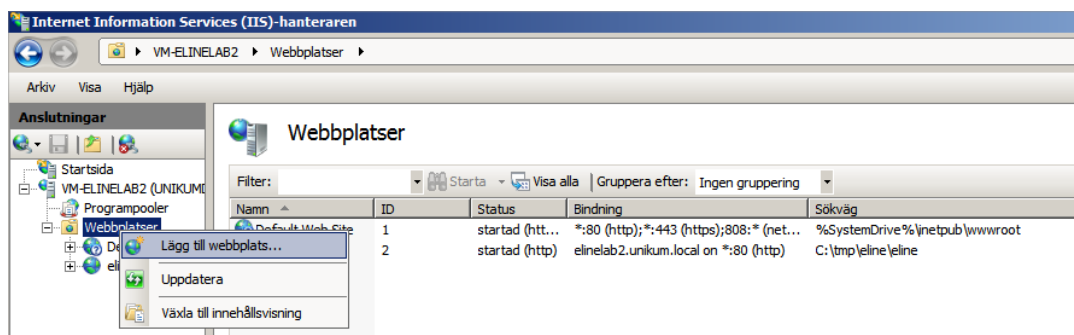 Internet Information Services (IIS)-hanteraren
VM-ELINELAB2 Webbplatser
Arkiv Visa Hjälp
Anslutningar
Webbplatser
Startsida
VM-ELINELAB2 (UNIKUM
Programpooler
Webbplatser
De
eli
Lägg till webbplats...
Uppdatera
Växla till innehållsvisning
Filter: Starta Visa alla Gruppera efter: Ingen gruppering
Namn ID Status Bindning Sökväg
Default Web Site 1 startad (htt... *:80 (http);*:443 (https);808:* (net... %SystemDrive%\inetpub\wwwroot
2 startad (http) elinelab2.unikum.local on *:80 (http) C:\tmp\eline\eline